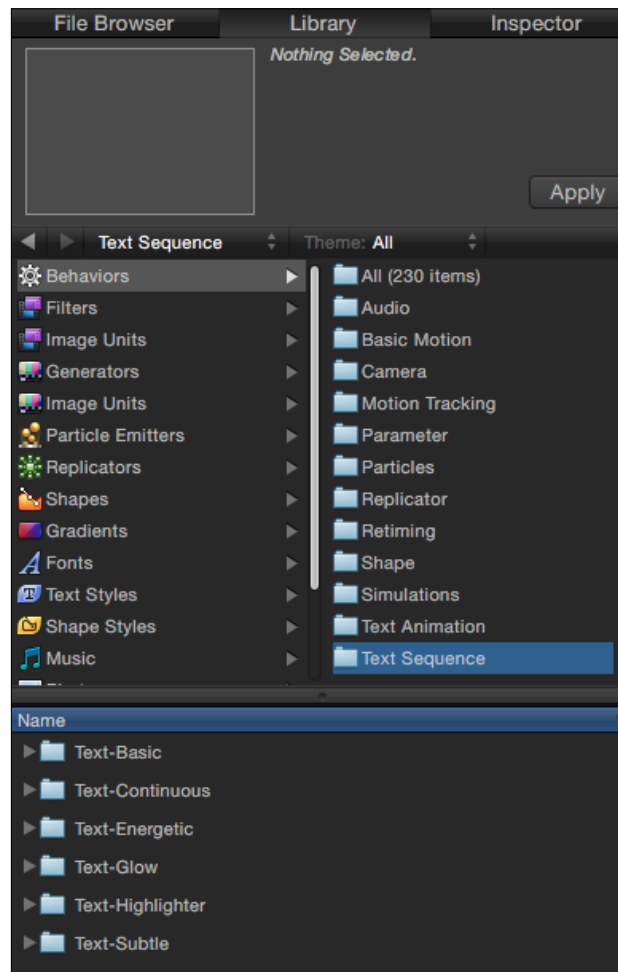 File Browser Library Inspector
Nothing Selected.
Apply
Text Sequence Theme: All
Behaviors All (230 items)
Filters Audio
Image Units Basic Motion
Generators Camera
Image Units Motion Tracking
Particle Emitters Parameter
Replicators Particles
Shapes Replicator
Gradients Retiming
Fonts Shape
Text Styles Simulations
Shape Styles Text Animation
Music Text Sequence
Name
Text-Basic
Text-Continuous
Text-Energetic
Text-Glow
Text-Highlighter
Text-Subtle